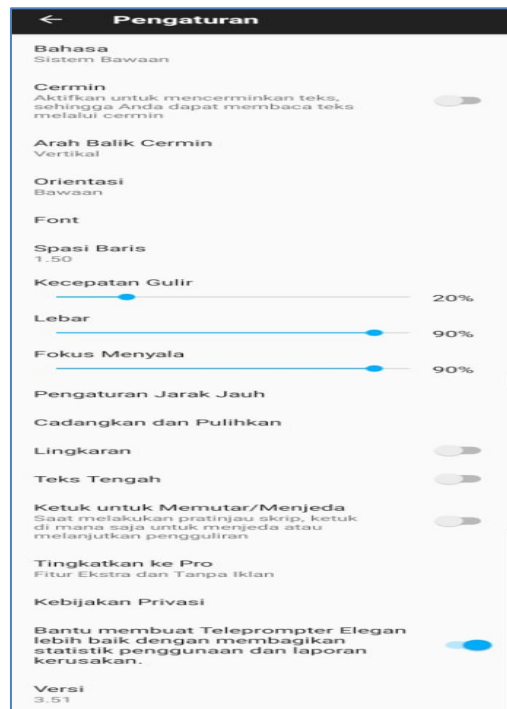 Pengaturan
Bahasa
Sistem Bawaan
Cermin
Aktifkan untuk mencerminkan teks,
sehingga Anda dapat membaca teks
melalui cermin
Arah Balik Cermin
Vertikal
Orientasi
Bawaan
Font
Spasi Baris
1.50
Kecepatan Gulir
20%
Lebar
90%
Fokus Menyala
90%
Pengaturan Jarak Jauh
Cadangkan dan Pulihkan
Lingkaran
Teks Tengah
Ketuk untuk Memutar/Menjeda
Saat melakukan pratinjau skrip, ketuk
di mana saja untuk menjeda atau
melanjutkan pengguliran
Tingkatkan ke Pro
Fitur Ekstra dan Tanpa Iklan
Kebijakan Privasi
Bantu membuat Teleprompter Elegan
lebih baik dengan membagikan
statistik penggunaan dan laporan
kerusakan.
Versi
3.51